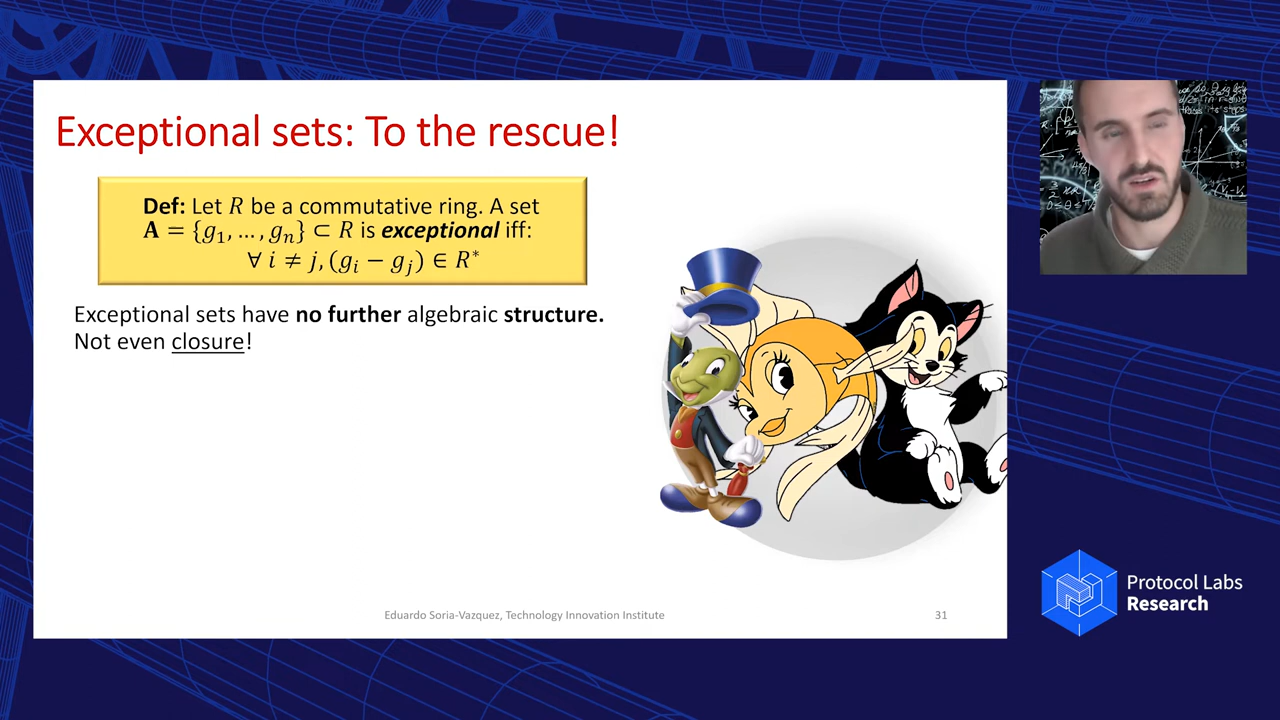 Exceptional sets: To the rescue!
Def: Let R be a commutative ring. A set
A = {g₁, …, gₙ} ⊂ R is exceptional iff:
∀ i ≠ j, (gᵢ − gⱼ) ∈ R*
Exceptional sets have no further algebraic structure.
Not even closure!
Eduardo Soria-Vazquez, Technology Innovation Institute
31
Protocol Labs
Research